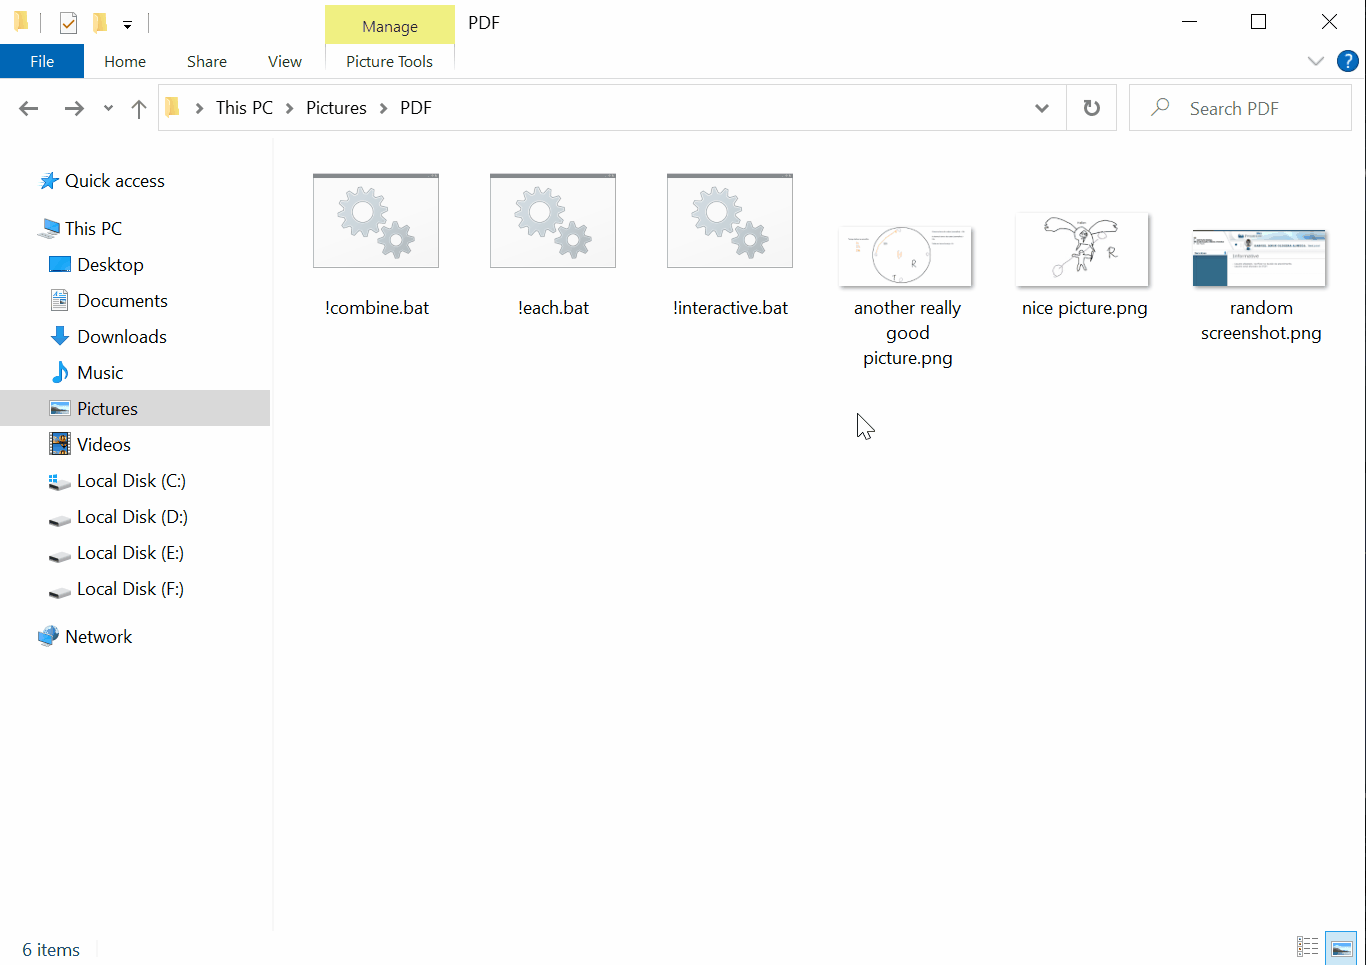 Manage
PDF
File
Home
Share
View
Picture Tools
?
This PC
Pictures
PDF
Search PDF
Quick access
This PC
Desktop
Documents
Downloads
Music
Pictures
Videos
Local Disk (C:)
Local Disk (D:)
Local Disk (E:)
Local Disk (F:)
Network
!combine.bat
!each.bat
!interactive.bat
R
T
another really
good
picture.png
R
nice picture.png
Informative
random
screenshot.png
6 items